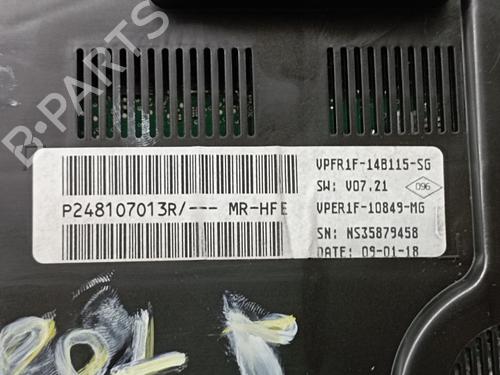 B-PARTS
VPFR1F-14B115-SG
SW: V07.21
096
P248107013R/--- MR-HFE
VPER1F-10849-MG
SN: NS35879458
DATE: 09-01-18